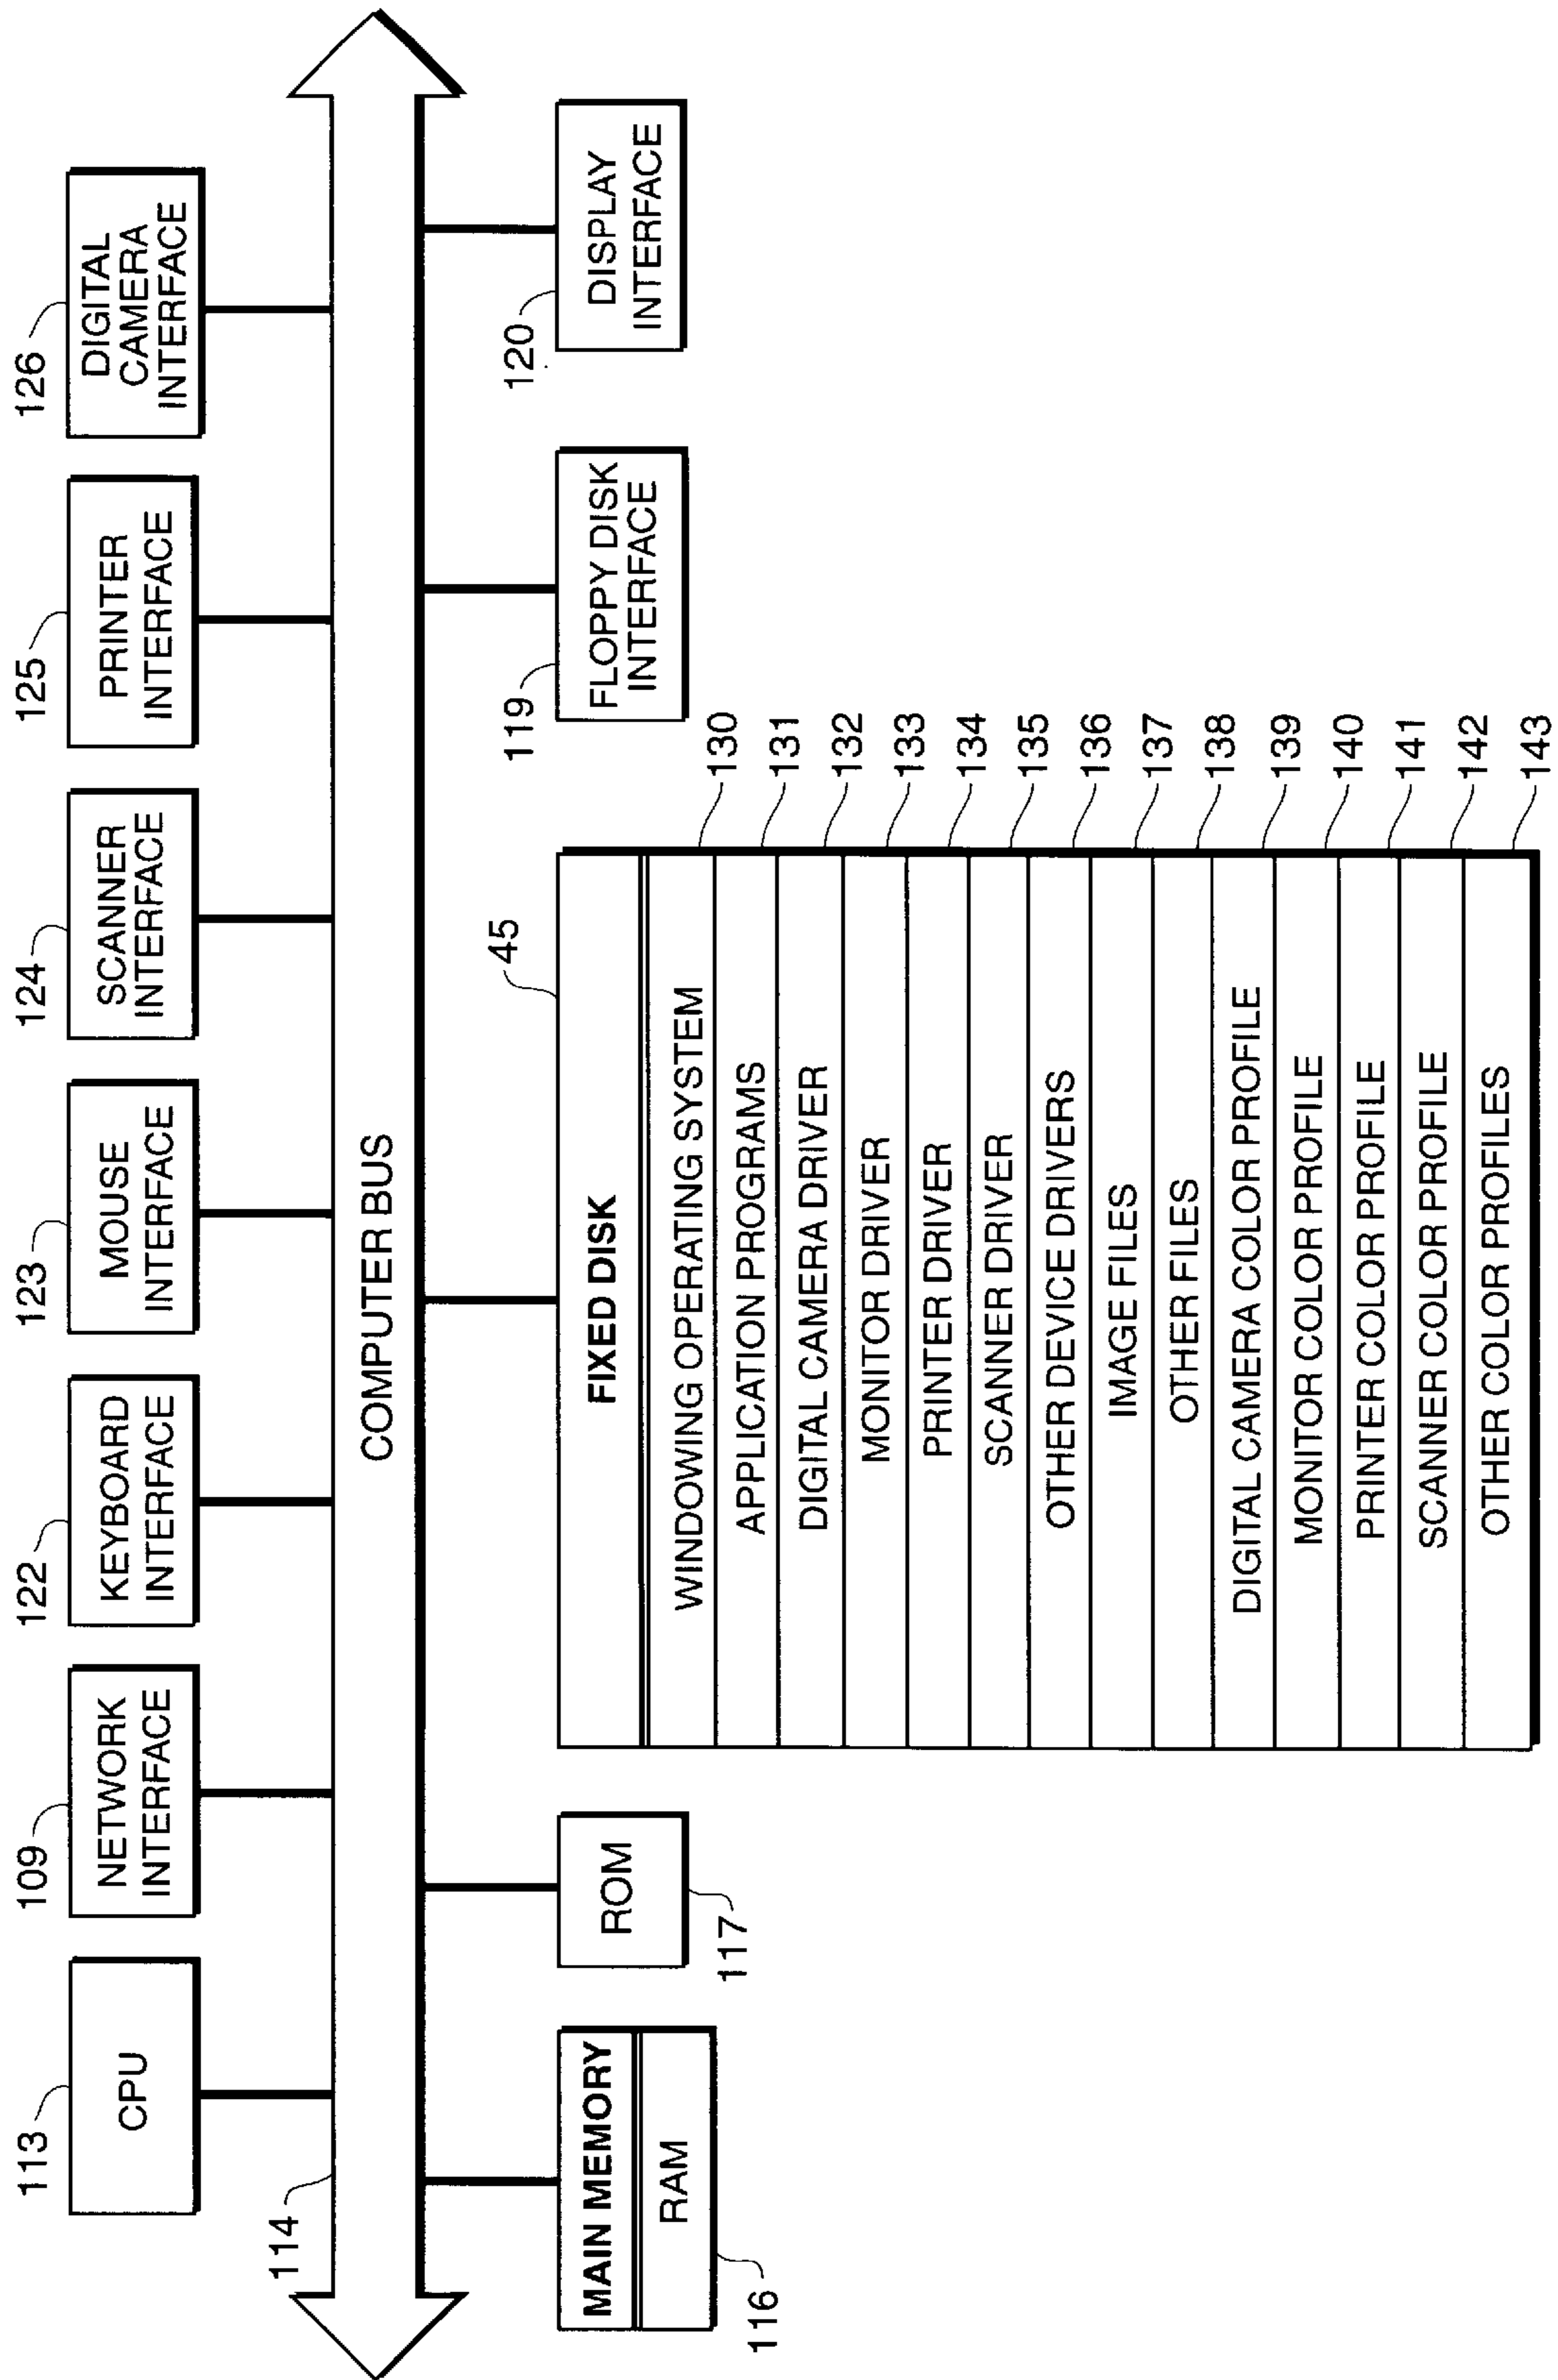 113
CPU
109
NETWORK
INTERFACE
122
KEYBOARD
INTERFACE
123
MOUSE
INTERFACE
124
SCANNER
INTERFACE
125
PRINTER
INTERFACE
126
DIGITAL
CAMERA
INTERFACE
114
COMPUTER BUS
MAIN MEMORY
RAM
116
ROM
117
45
FIXED DISK
WINDOWING OPERATING SYSTEM
130
APPLICATION PROGRAMS
131
DIGITAL CAMERA DRIVER
132
MONITOR DRIVER
133
PRINTER DRIVER
134
SCANNER DRIVER
135
OTHER DEVICE DRIVERS
136
IMAGE FILES
137
OTHER FILES
138
DIGITAL CAMERA COLOR PROFILE
139
MONITOR COLOR PROFILE
140
PRINTER COLOR PROFILE
141
SCANNER COLOR PROFILE
142
OTHER COLOR PROFILES
143
119
FLOPPY DISK
INTERFACE
120
DISPLAY
INTERFACE